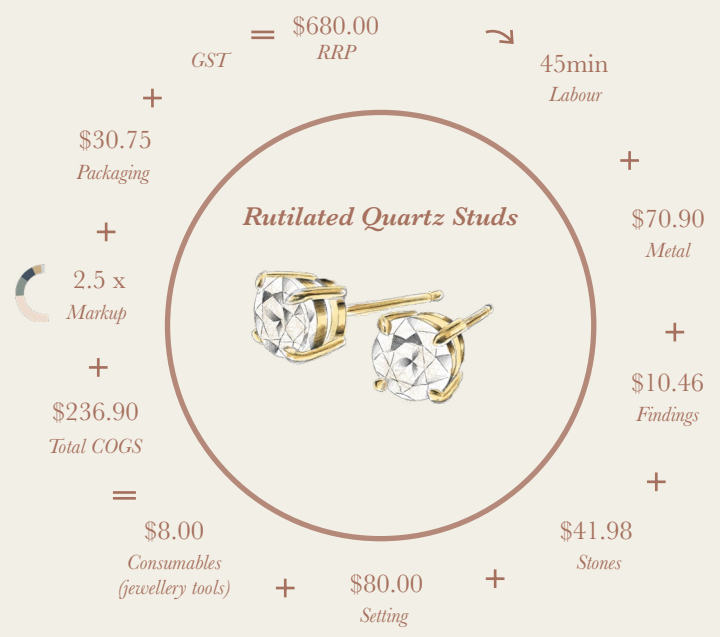 $680.00
RRP
45min
Labour
+
$70.90
Metal
+
$10.46
Findings
+
$41.98
Stones
+
$80.00
Setting
+
$8.00
Consumables
(jewellery tools)
=
$236.90
Total COGS
+
2.5 x
Markup
+
$30.75
Packaging
+
GST
=
Rutilated Quartz Studs